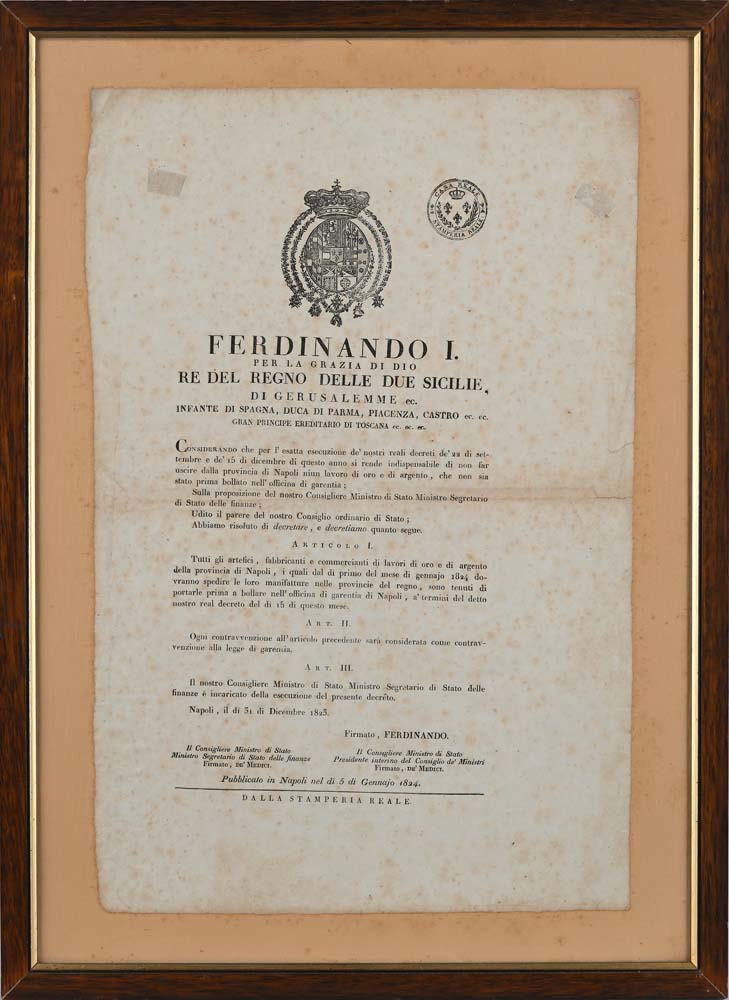 CASA REALE
STAMPERIA REALE
FERDINANDO I.
PER LA GRAZIA DI DIO
RE DEL REGNO DELLE DUE SICILIE,
DI GERUSALEMME ec.
INFANTE DI SPAGNA, DUCA DI PARMA, PIACENZA, CASTRO ec. ec.
GRAN PRINCIPE EREDITARIO DI TOSCANA ec. ec. ec.
CONSIDERANDO che per l'esatta esecuzione de' nostri reali decreti de' 22 di set-
tembre e de' 15 di dicembre di questo anno si rende indispensabile di non far
uscire dalla provincia di Napoli niun lavoro di oro e di argento, che non sia
stato prima bollato nell'officina di garentia;
Sulla proposizione del nostro Consigliere Ministro di Stato Ministro Segretario
di Stato delle finanze;
Udito il parere del nostro Consiglio ordinario di Stato;
Abbiamo risoluto di decretare, e decretiamo quanto segue.
ARTICOLO I.
Tutti gli artefici, fabbricanti e commercianti di lavori di oro e di argento
della provincia di Napoli, i quali dal dì primo del mese di gennajo 1824 do-
vranno spedire le loro manifatture nelle provincie del regno, sono tenuti di
portarle prima a bollare nell'officina di garentia di Napoli, a' termini del detto
nostro real decreto del dì 15 di questo mese.
ART. II.
Ogni contravvenzione all'articolo precedente sarà considerata come contrav-
venzione alla legge di garentia.
ART. III.
Il nostro Consigliere Ministro di Stato Ministro Segretario di Stato delle
finanze è incaricato della esecuzione del presente decreto.
Napoli, il dì 31 di Dicembre 1823.
Firmato, FERDINANDO.
Il Consigliere Ministro di Stato
Ministro Segretario di Stato delle finanze
Firmato, DE' MEDICI.
Il Consigliere Ministro di Stato
Presidente interino del Consiglio de' Ministri
Firmato, DE' MEDICI.
Pubblicato in Napoli nel dì 5 di Gennajo 1824.
DALLA STAMPERIA REALE.